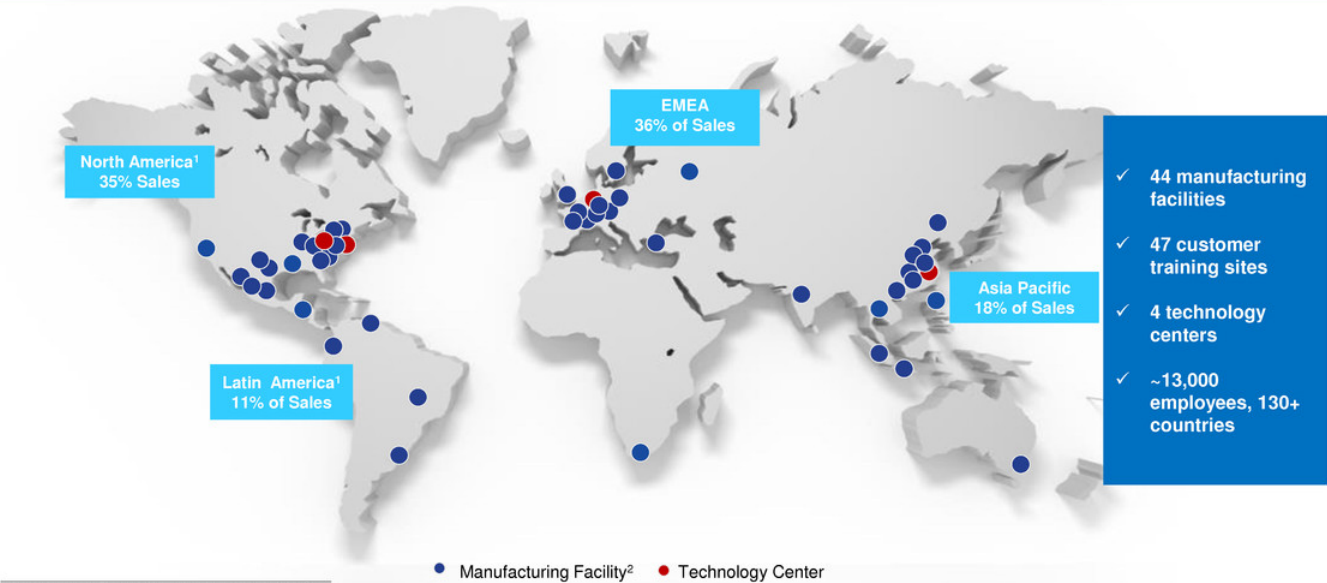 EMEA
36% of Sales
North America¹
35% Sales
Asia Pacific
18% of Sales
Latin America¹
11% of Sales
✓ 44 manufacturing
facilities
✓ 47 customer
training sites
✓ 4 technology
centers
✓ ~13,000
employees, 130+
countries
Manufacturing Facility² Technology Center